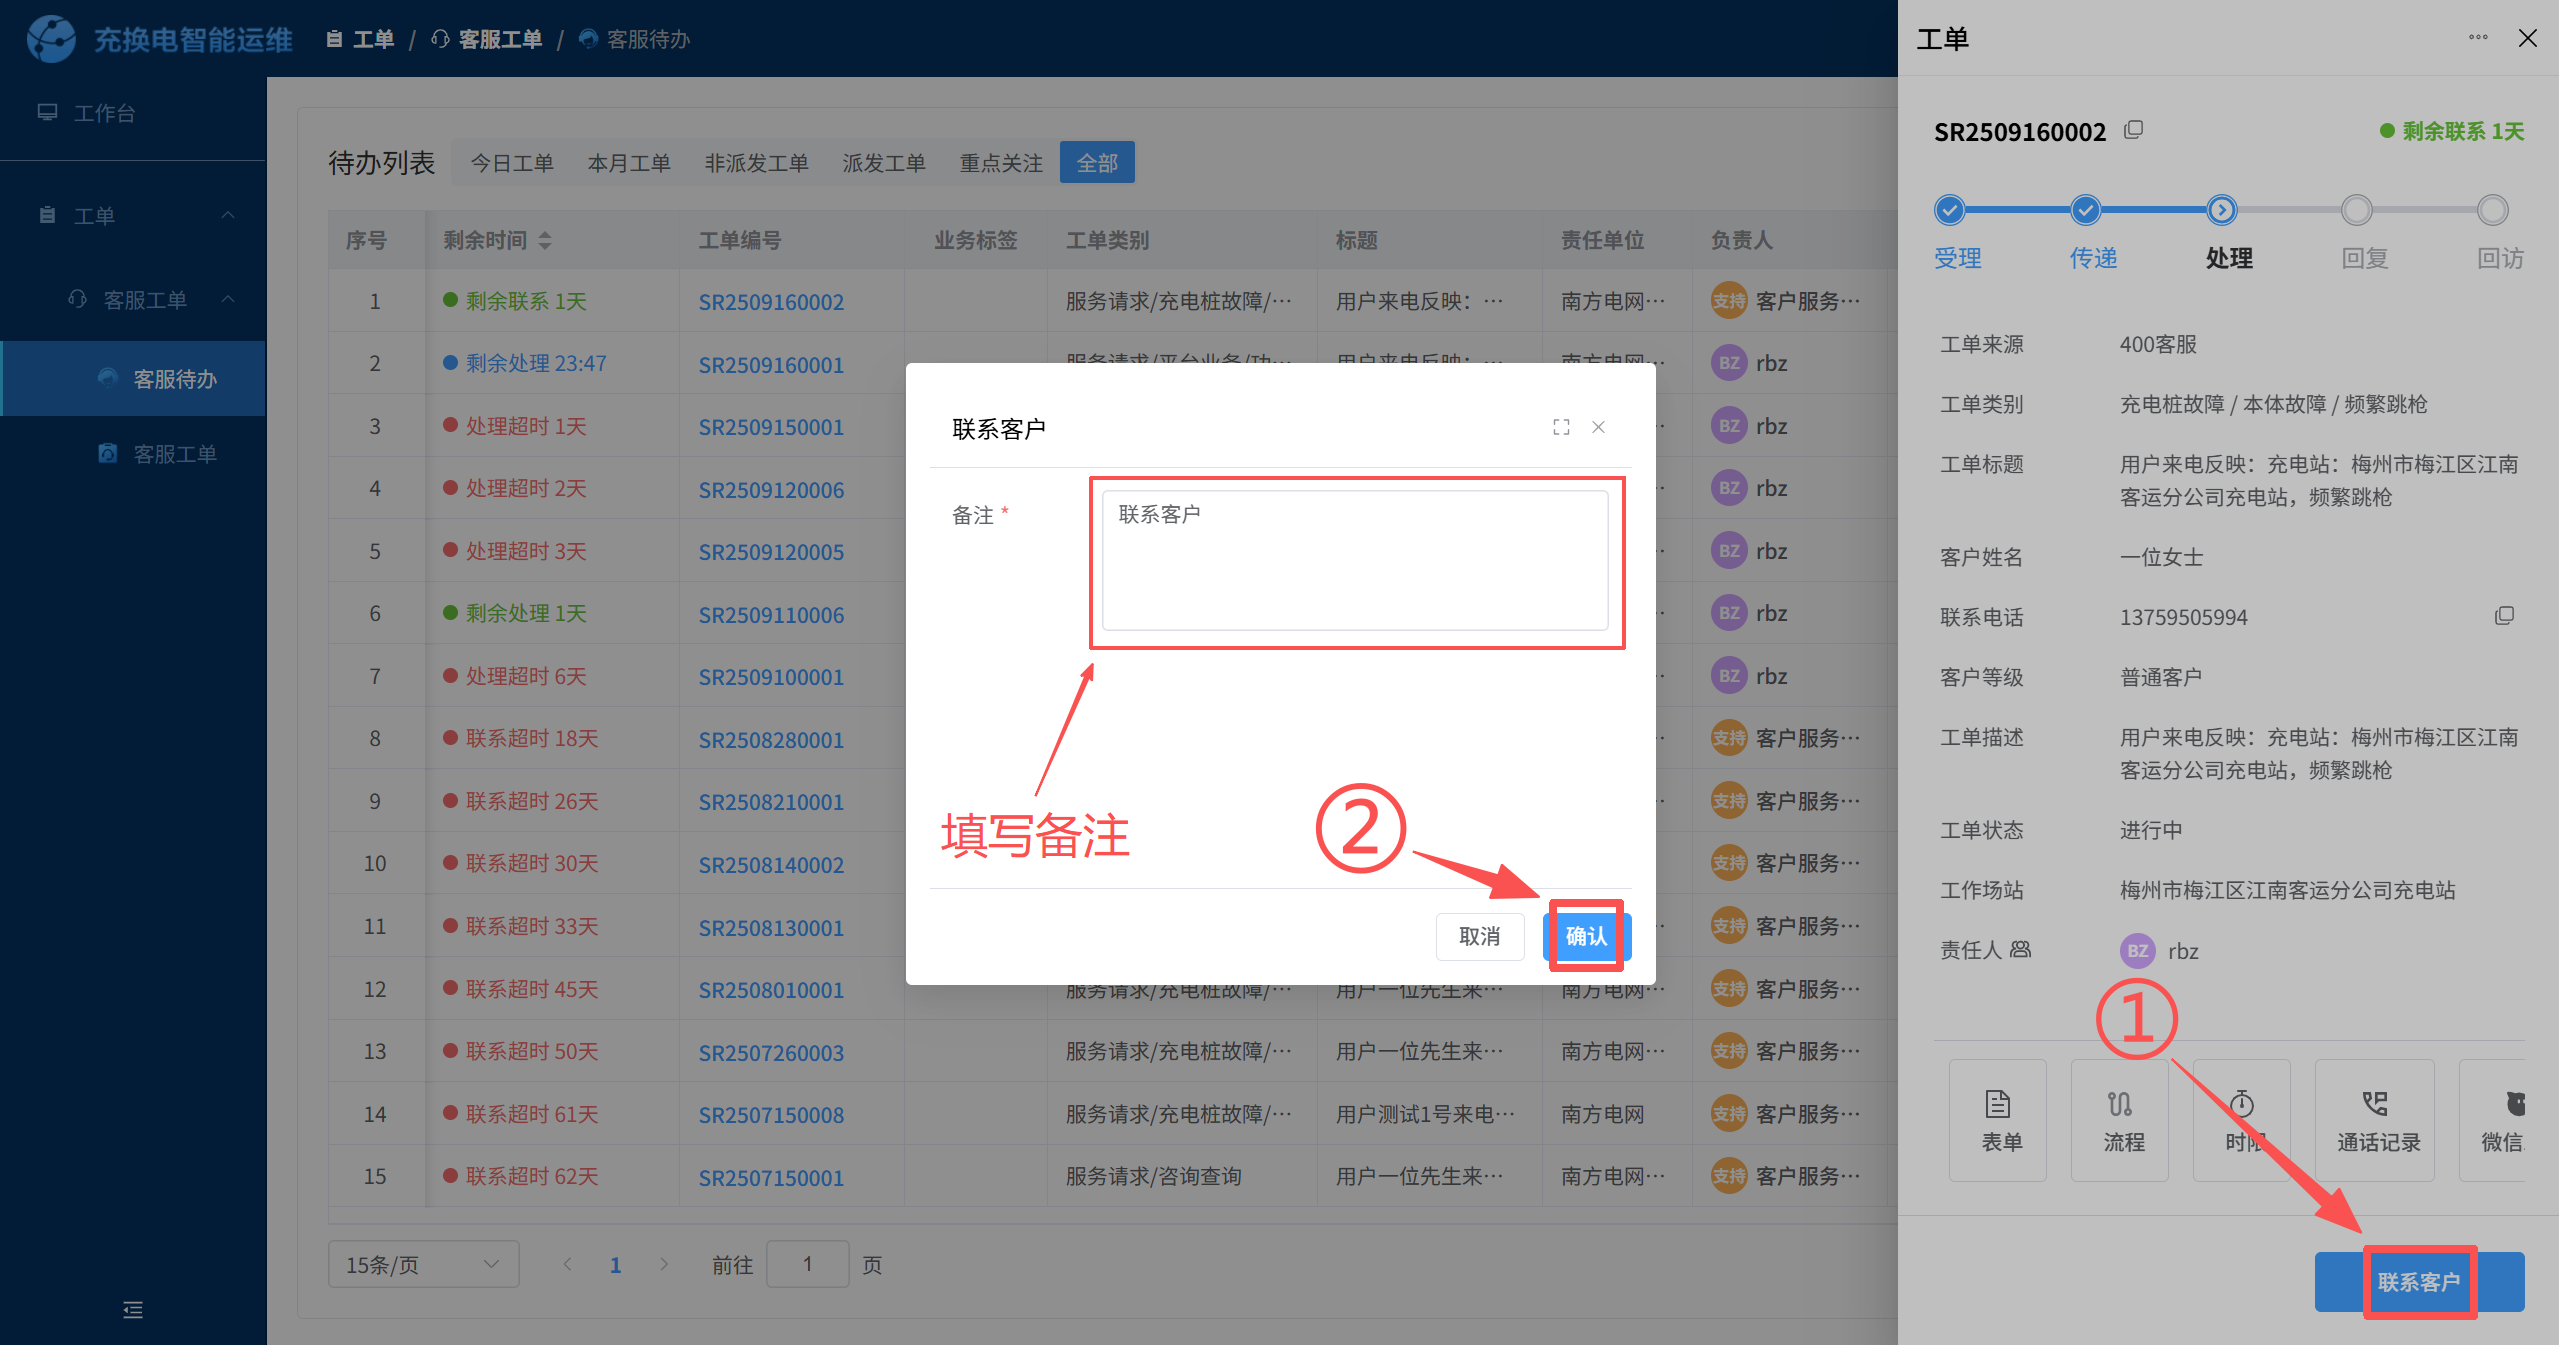 充换电智能运维
工单 / 客服工单 / 客服待办
工作台
工单
客服工单
客服待办
客服工单
待办列表 今日工单 本月工单 非派发工单 派发工单 重点关注 全部
序号 剩余时间 工单编号 业务标签 工单类别 标题 责任单位 负责人
1 剩余联系 1天 SR2509160002 服务请求/充电桩故障/… 用户来电反映：… 南方电网… 支持 客户服务…
2 剩余处理 23:47 SR2509160001 服务请求/平台业务/功… 用户来电反映：… 南方电网… BZ rbz
3 处理超时 1天 SR2509150001 BZ rbz
4 处理超时 2天 SR2509120006 BZ rbz
5 处理超时 3天 SR2509120005 BZ rbz
6 剩余处理 1天 SR2509110006 BZ rbz
7 处理超时 6天 SR2509100001 BZ rbz
8 联系超时 18天 SR2508280001 支持 客户服务…
9 联系超时 26天 SR2508210001 支持 客户服务…
10 联系超时 30天 SR2508140002 支持 客户服务…
11 联系超时 33天 SR2508130001 支持 客户服务…
12 联系超时 45天 SR2508010001 服务请求/充电桩故障/… 用户一位先生来… 南方电网… 支持 客户服务…
13 联系超时 50天 SR2507260003 服务请求/充电桩故障/… 用户一位先生来… 南方电网… 支持 客户服务…
14 联系超时 61天 SR2507150008 服务请求/充电桩故障/… 用户测试1号来电… 南方电网 支持 客户服务…
15 联系超时 62天 SR2507150001 服务请求/咨询查询 用户一位先生来… 南方电网… 支持 客户服务…
15条/页 1 前往 1 页
联系客户
备注 *
联系客户
填写备注
②
取消 确认
工单
SR2509160002 剩余联系 1天
受理 传递 处理 回复 回访
工单来源 400客服
工单类别 充电桩故障 / 本体故障 / 频繁跳枪
工单标题 用户来电反映：充电站：梅州市梅江区江南
客运分公司充电站，频繁跳枪
客户姓名 一位女士
联系电话 13759505994
客户等级 普通客户
工单描述 用户来电反映：充电站：梅州市梅江区江南
客运分公司充电站，频繁跳枪
工单状态 进行中
工作场站 梅州市梅江区江南客运分公司充电站
责任人 BZ rbz
①
表单 流程 时限 通话记录 微信
联系客户